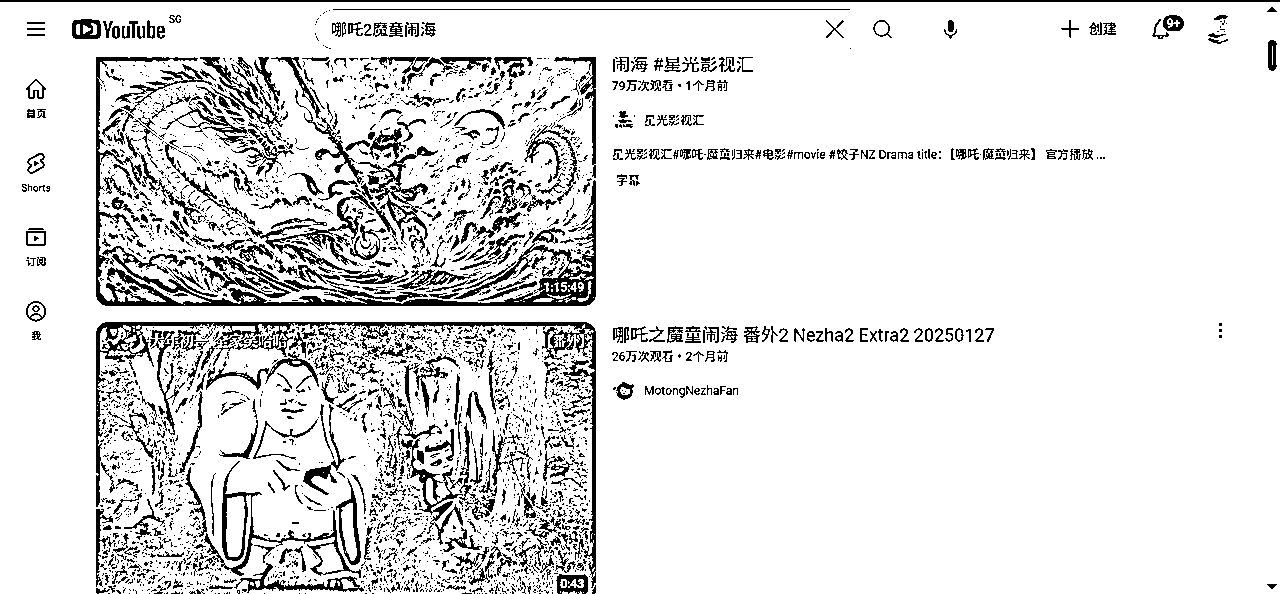 YouTube SG
哪吒2魔童闹海
创建
9+
首页
Shorts
订阅
我
1:15:49
闹海 #星光影视汇
79万次观看 • 1个月前
星光影视汇
星光影视汇#哪吒·魔童归来#电影#movie #饺子NZ Drama title:【哪吒·魔童归来】 官方播放 ...
字幕
[番外]
0:43
哪吒之魔童闹海 番外2 Nezha2 Extra2 20250127
26万次观看 • 2个月前
MotongNezhaFan